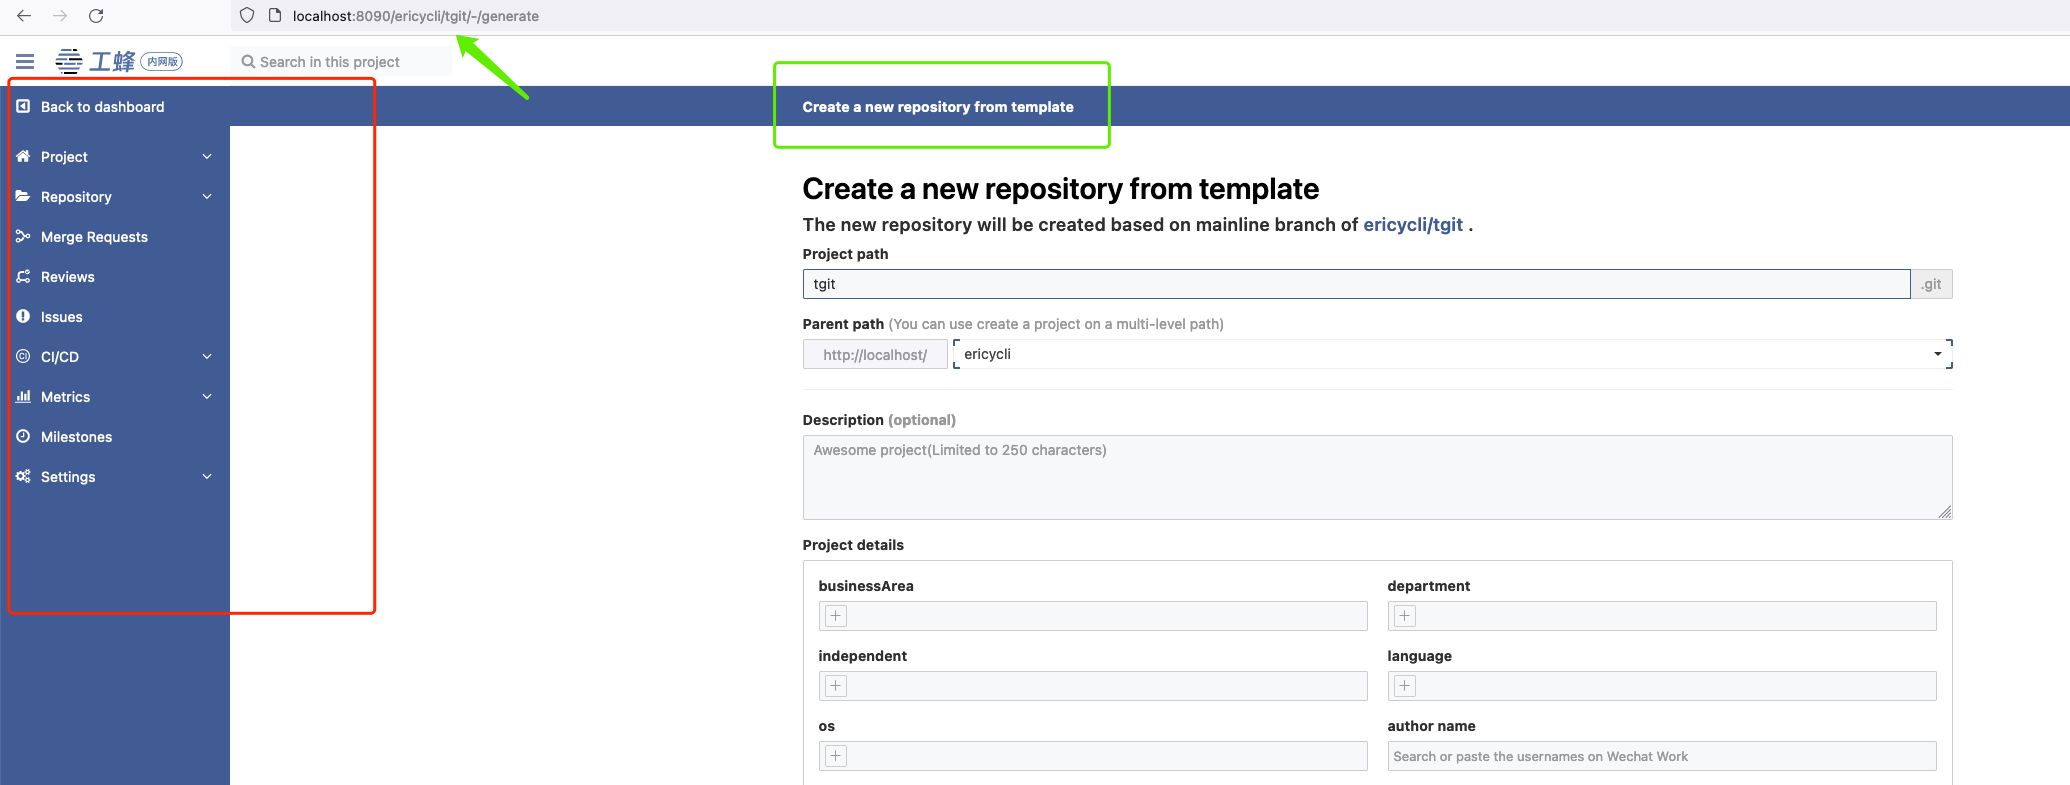 localhost:8090/ericycli/tgit/-/generate
工蜂 内网版
Search in this project
Back to dashboard
Create a new repository from template
Project
Repository
Merge Requests
Reviews
Issues
CI/CD
Metrics
Milestones
Settings
Create a new repository from template
The new repository will be created based on mainline branch of ericycli/tgit .
Project path
tgit .git
Parent path (You can use create a project on a multi-level path)
http://localhost/ ericycli
Description (optional)
Awesome project(Limited to 250 characters)
Project details
businessArea department
independent language
os author name
Search or paste the usernames on Wechat Work